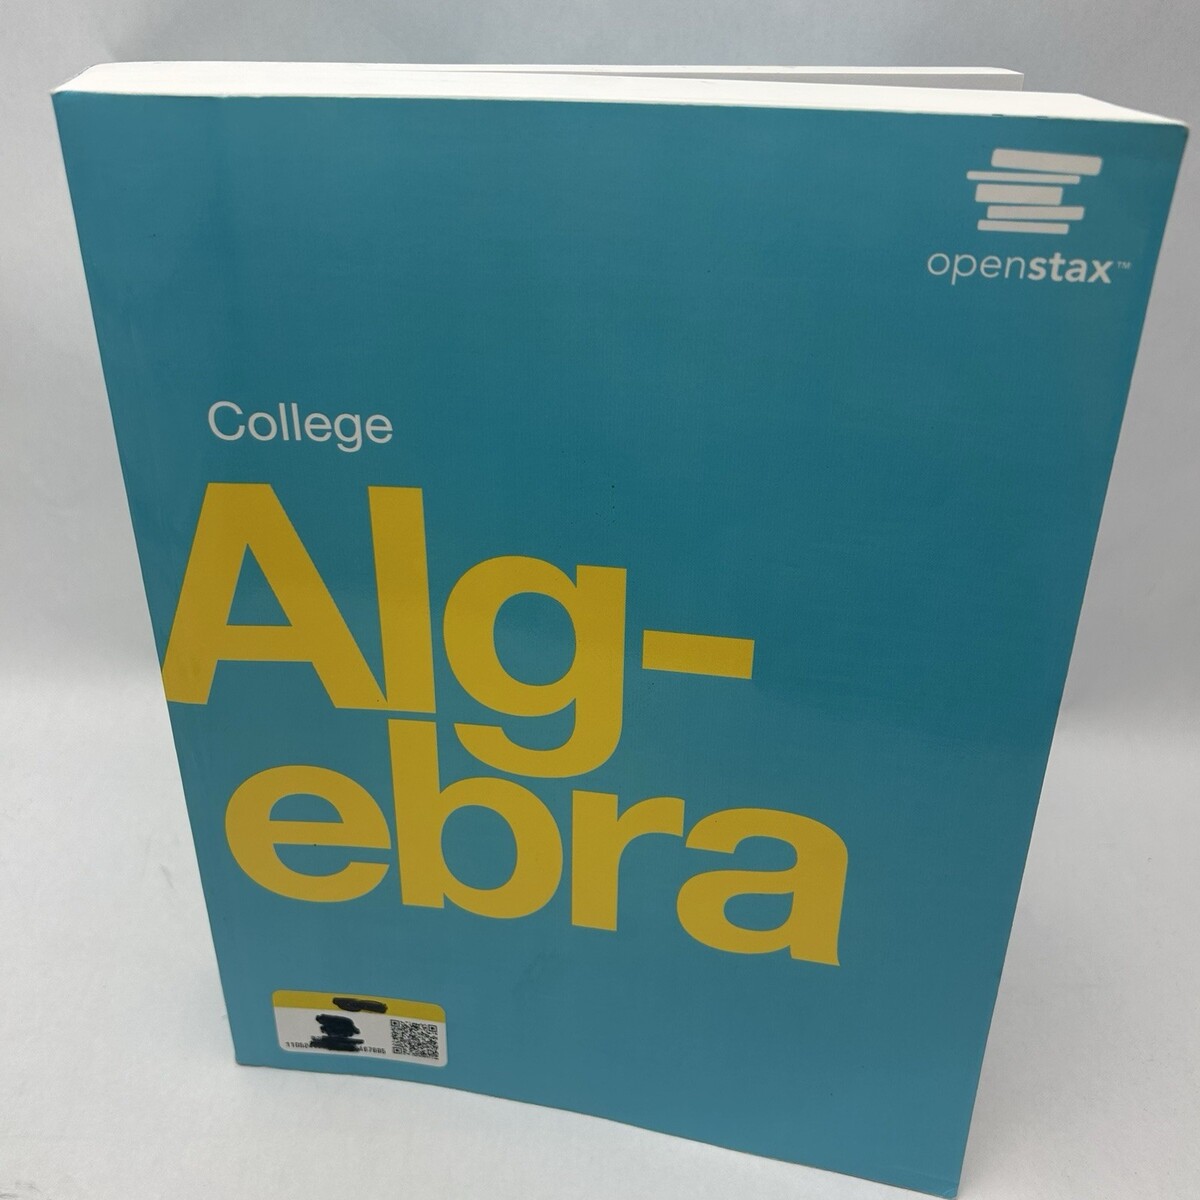 openstax™
College
Alg-
ebra